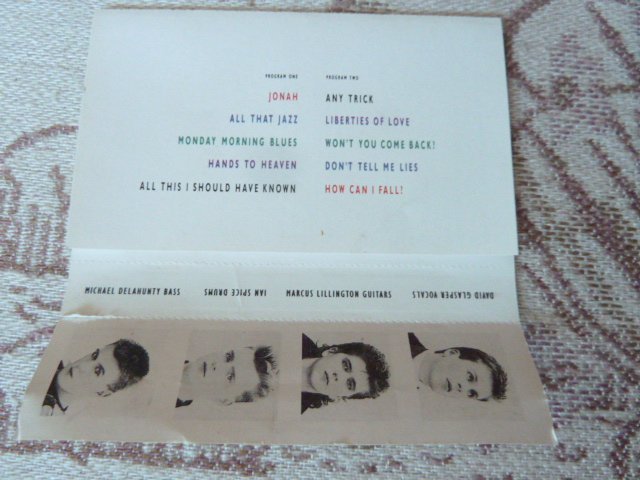 PROGRAM ONE
JONAH
ALL THAT JAZZ
MONDAY MORNING BLUES
HANDS TO HEAVEN
ALL THIS I SHOULD HAVE KNOWN
PROGRAM TWO
ANY TRICK
LIBERTIES OF LOVE
WON'T YOU COME BACK!
DON'T TELL ME LIES
HOW CAN I FALL!
MICHAEL DELAHUNTY BASS
IAN SPICE DRUMS
MARCUS LILLINGTON GUITARS
DAVID GLASPER VOCALS